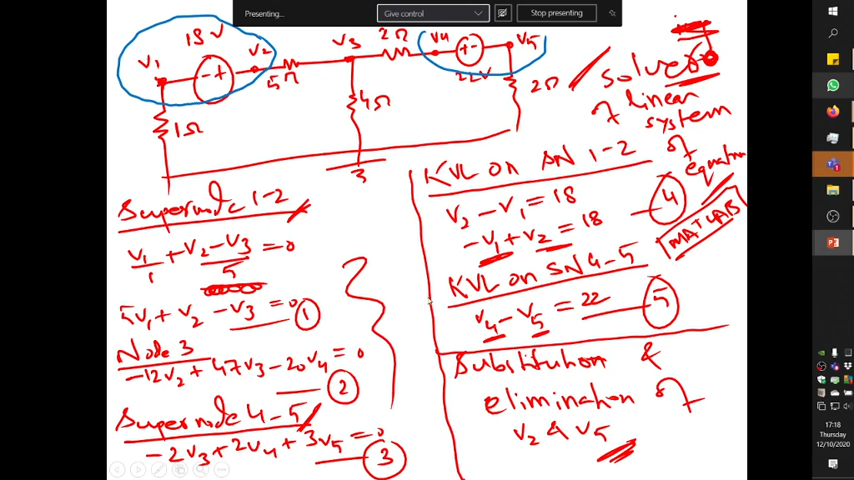 Presenting...
Give control
Stop presenting
18 V
V1
V2
5Ω
V3
2Ω
V4
+ -
V5
- +
22V
1Ω
4Ω
2Ω
3
Solver
of linear
system
of
equation
MATLAB
Supernode 1-2
V1/1 + V2-V3/5 = 0
5V1 + V2 - V3 = 0 ①
Node 3
-12V2 + 47V3 - 20V4 = 0
②
Supernode 4-5
-2V3 + 2V4 + 3V5 = 0
③
KVL on SN 1-2
V2 - V1 = 18
-V1 + V2 = 18 ④
KVL on SN 4-5
V4 - V5 = 22 ⑤
Substitution &
elimination of
V2 & V5
17:18
Thursday
12/10/2020